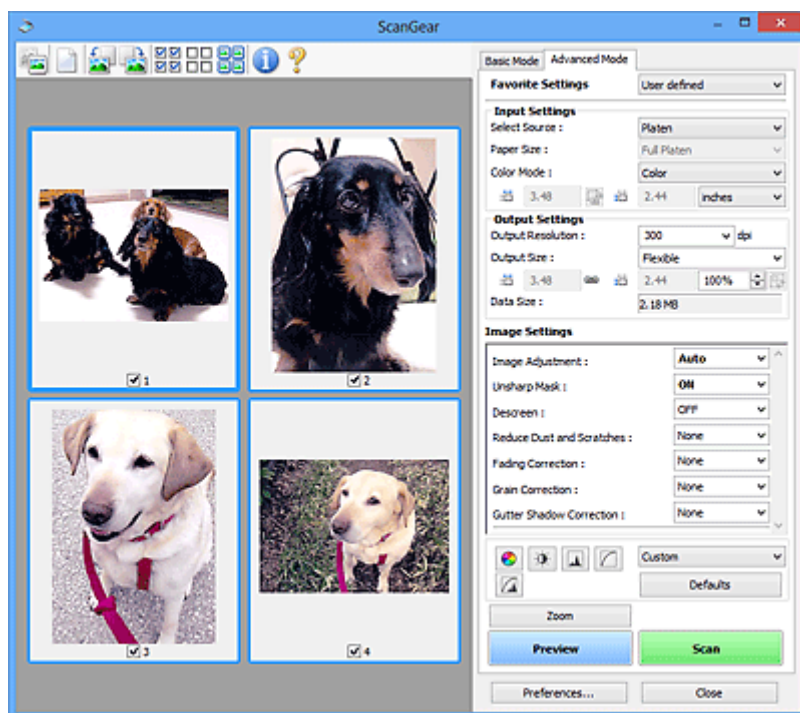 ScanGear
Basic Mode Advanced Mode
Favorite Settings User defined
Input Settings
Select Source : Platen
Paper Size : Full Platen
Color Mode : Color
3.48 2.44 inches
Output Settings
Output Resolution : 300 dpi
Output Size : Flexible
3.48 2.44 100%
Data Size : 2.18 MB
Image Settings
Image Adjustment : Auto
Unsharp Mask : ON
Descreen : OFF
Reduce Dust and Scratches : None
Fading Correction : None
Grain Correction : None
Gutter Shadow Correction : None
Custom
Defaults
Zoom
Preview Scan
Preferences... Close
1
2
3
4